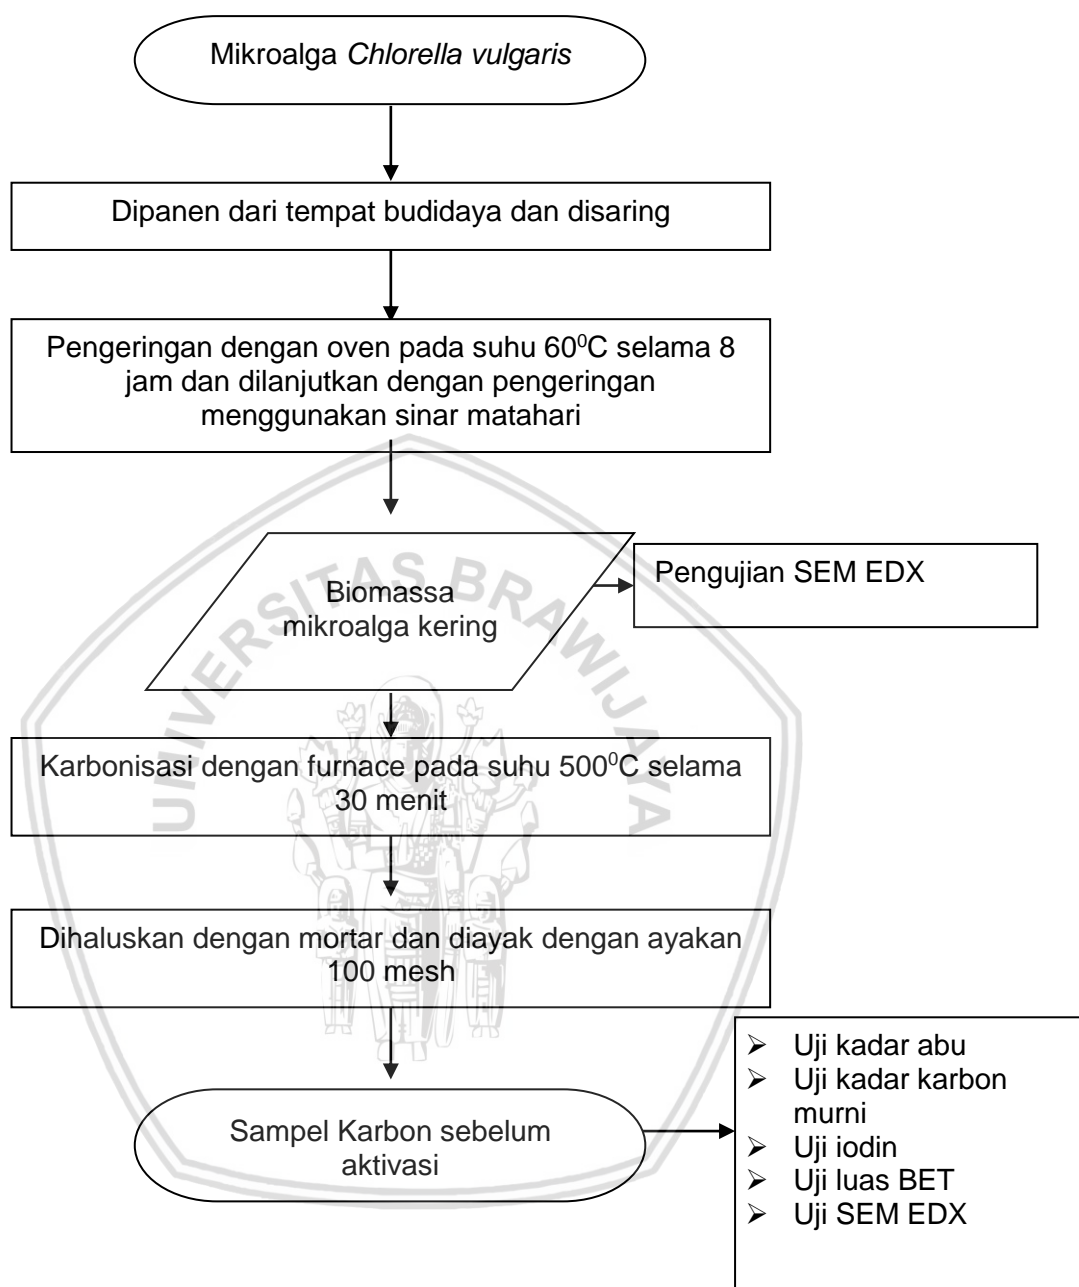 Mikroalga Chlorella vulgaris
Dipanen dari tempat budidaya dan disaring
Pengeringan dengan oven pada suhu 60⁰C selama 8
jam dan dilanjutkan dengan pengeringan
menggunakan sinar matahari
UNIVERSITAS BRAWIJAYA
Biomassa
mikroalga kering
Pengujian SEM EDX
Karbonisasi dengan furnace pada suhu 500⁰C selama
30 menit
Dihaluskan dengan mortar dan diayak dengan ayakan
100 mesh
Sampel Karbon sebelum
aktivasi
➢ Uji kadar abu
➢ Uji kadar karbon
murni
➢ Uji iodin
➢ Uji luas BET
➢ Uji SEM EDX